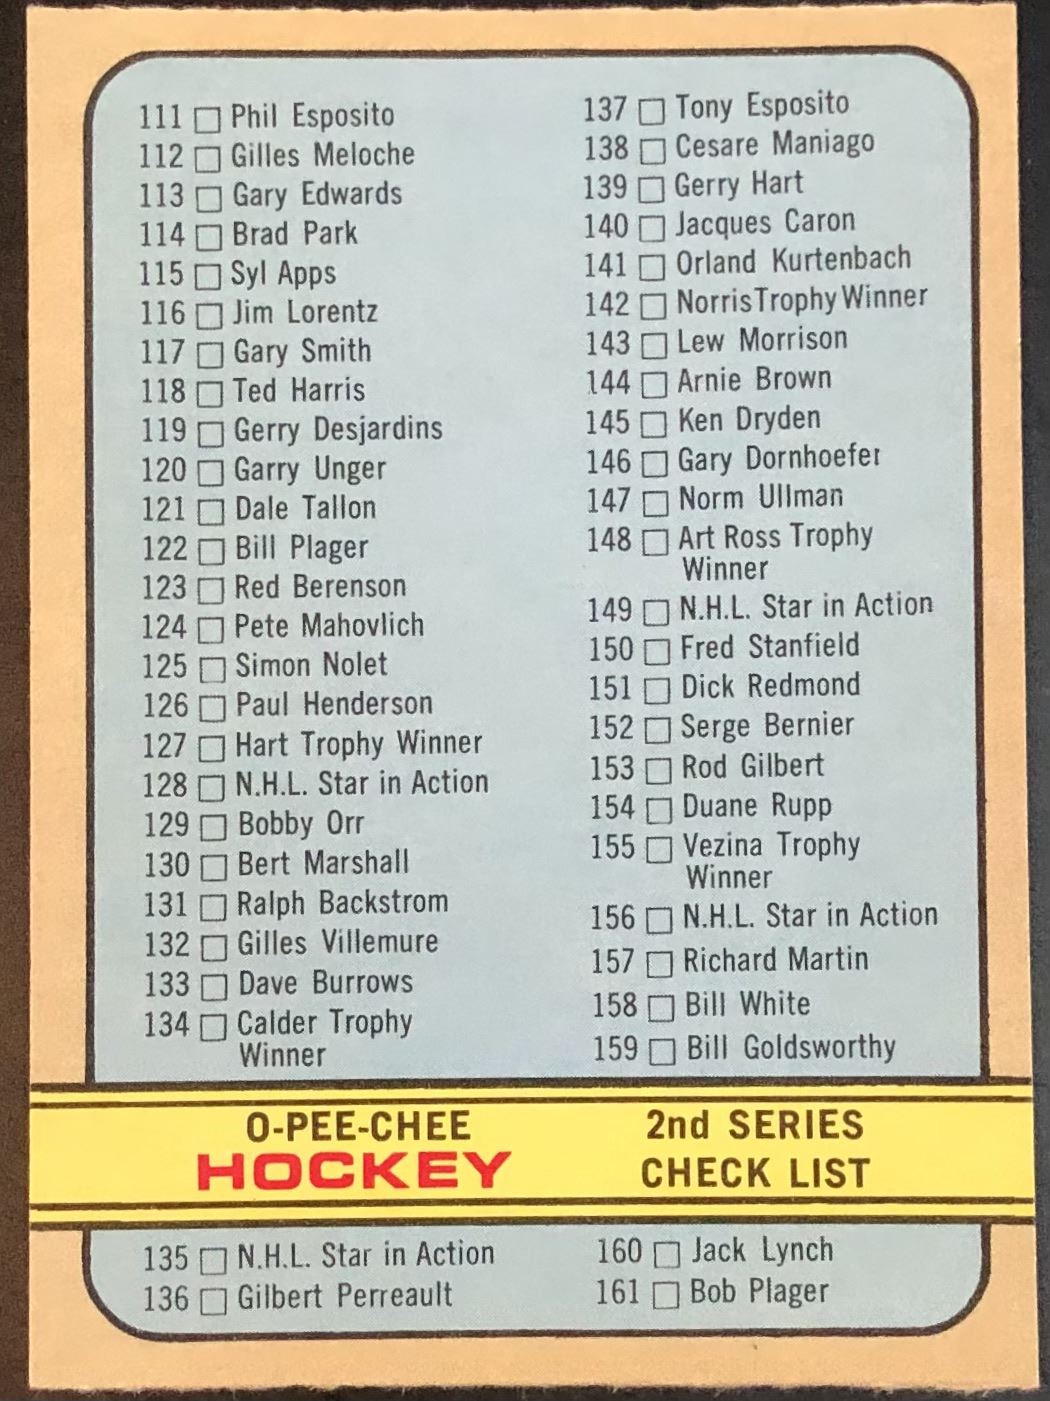 111 Phil Esposito
112 Gilles Meloche
113 Gary Edwards
114 Brad Park
115 Syl Apps
116 Jim Lorentz
117 Gary Smith
118 Ted Harris
119 Gerry Desjardins
120 Garry Unger
121 Dale Tallon
122 Bill Plager
123 Red Berenson
124 Pete Mahovlich
125 Simon Nolet
126 Paul Henderson
127 Hart Trophy Winner
128 N.H.L. Star in Action
129 Bobby Orr
130 Bert Marshall
131 Ralph Backstrom
132 Gilles Villemure
133 Dave Burrows
134 Calder Trophy
Winner
137 Tony Esposito
138 Cesare Maniago
139 Gerry Hart
140 Jacques Caron
141 Orland Kurtenbach
142 Norris Trophy Winner
143 Lew Morrison
144 Arnie Brown
145 Ken Dryden
146 Gary Dornhoefer
147 Norm Ullman
148 Art Ross Trophy
Winner
149 N.H.L. Star in Action
150 Fred Stanfield
151 Dick Redmond
152 Serge Bernier
153 Rod Gilbert
154 Duane Rupp
155 Vezina Trophy
Winner
156 N.H.L. Star in Action
157 Richard Martin
158 Bill White
159 Bill Goldsworthy
O-PEE-CHEE
HOCKEY
2nd SERIES
CHECK LIST
135 N.H.L. Star in Action
136 Gilbert Perreault
160 Jack Lynch
161 Bob Plager